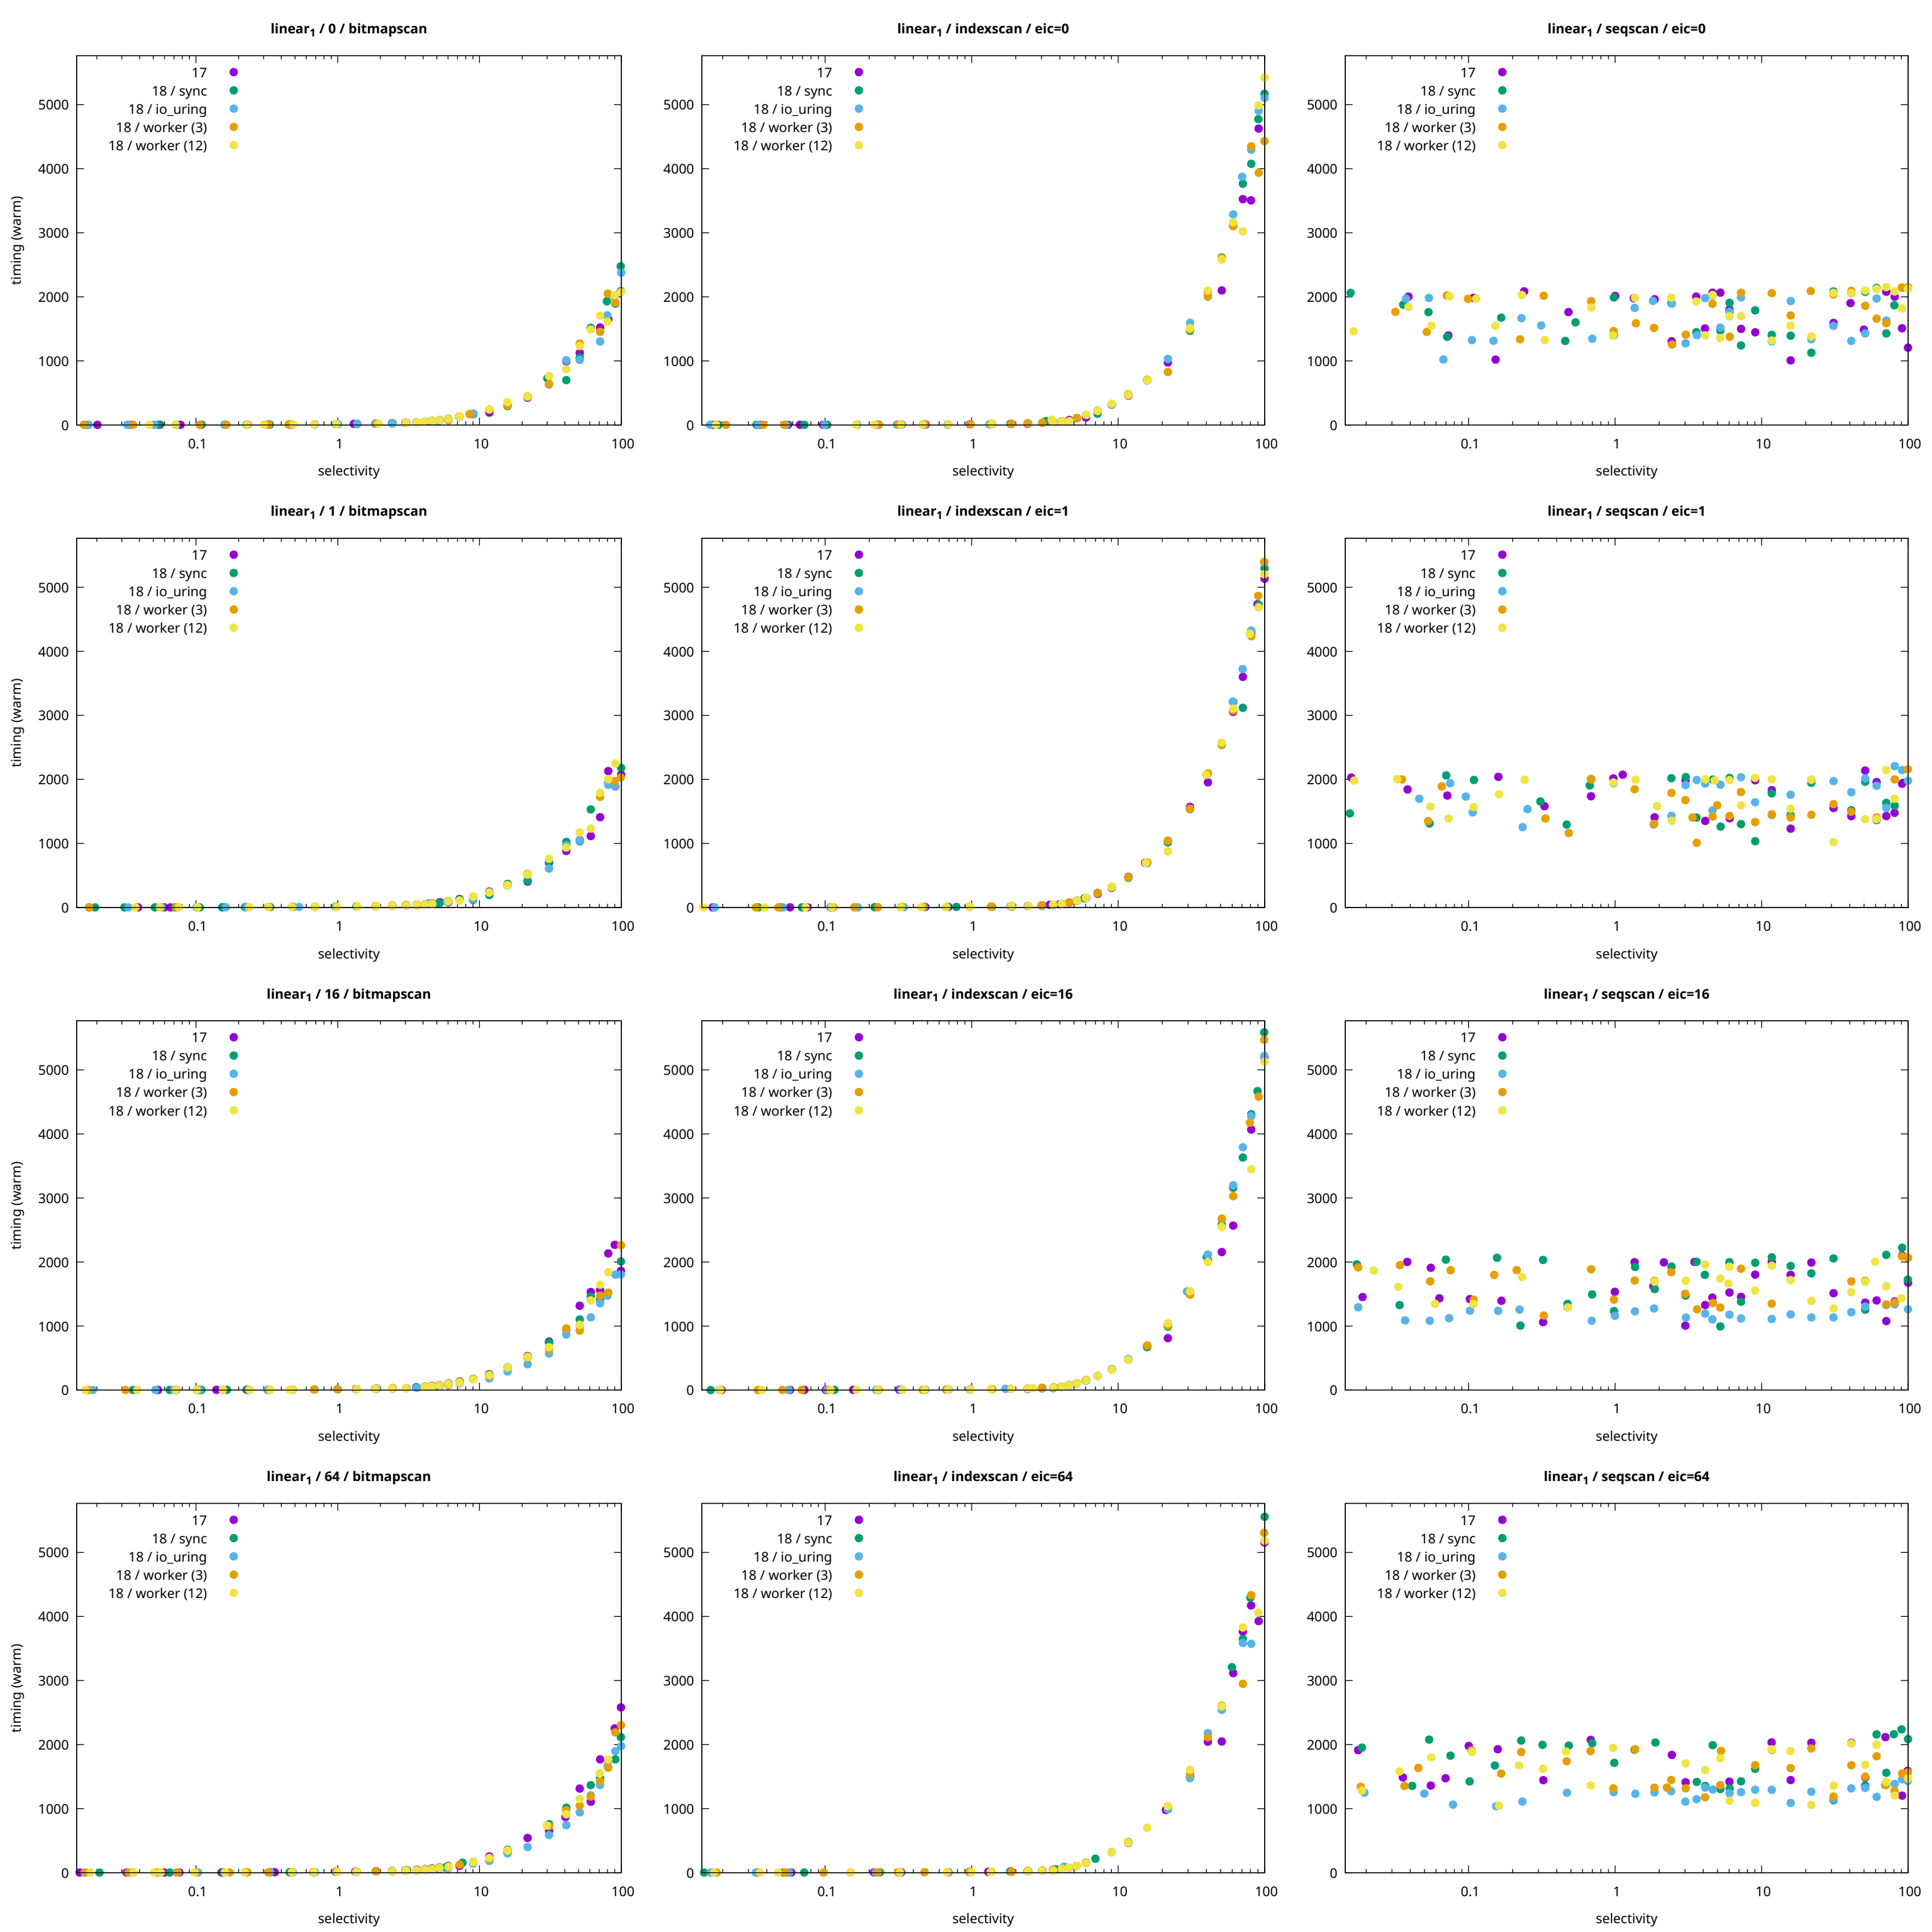 linear1 / 0 / bitmapscan
17
18 / sync
18 / io_uring
18 / worker (3)
18 / worker (12)
5000
4000
3000
2000
1000
0
timing (warm)
0.1 1 10 100
selectivity
linear1 / indexscan / eic=0
17
18 / sync
18 / io_uring
18 / worker (3)
18 / worker (12)
5000
4000
3000
2000
1000
0
0.1 1 10 100
selectivity
linear1 / seqscan / eic=0
17
18 / sync
18 / io_uring
18 / worker (3)
18 / worker (12)
5000
4000
3000
2000
1000
0
0.1 1 10 100
selectivity
linear1 / 1 / bitmapscan
17
18 / sync
18 / io_uring
18 / worker (3)
18 / worker (12)
5000
4000
3000
2000
1000
0
timing (warm)
0.1 1 10 100
selectivity
linear1 / indexscan / eic=1
17
18 / sync
18 / io_uring
18 / worker (3)
18 / worker (12)
5000
4000
3000
2000
1000
0
0.1 1 10 100
selectivity
linear1 / seqscan / eic=1
17
18 / sync
18 / io_uring
18 / worker (3)
18 / worker (12)
5000
4000
3000
2000
1000
0
0.1 1 10 100
selectivity
linear1 / 16 / bitmapscan
17
18 / sync
18 / io_uring
18 / worker (3)
18 / worker (12)
5000
4000
3000
2000
1000
0
timing (warm)
0.1 1 10 100
selectivity
linear1 / indexscan / eic=16
17
18 / sync
18 / io_uring
18 / worker (3)
18 / worker (12)
5000
4000
3000
2000
1000
0
0.1 1 10 100
selectivity
linear1 / seqscan / eic=16
17
18 / sync
18 / io_uring
18 / worker (3)
18 / worker (12)
5000
4000
3000
2000
1000
0
0.1 1 10 100
selectivity
linear1 / 64 / bitmapscan
17
18 / sync
18 / io_uring
18 / worker (3)
18 / worker (12)
5000
4000
3000
2000
1000
0
timing (warm)
0.1 1 10 100
selectivity
linear1 / indexscan / eic=64
17
18 / sync
18 / io_uring
18 / worker (3)
18 / worker (12)
5000
4000
3000
2000
1000
0
0.1 1 10 100
selectivity
linear1 / seqscan / eic=64
17
18 / sync
18 / io_uring
18 / worker (3)
18 / worker (12)
5000
4000
3000
2000
1000
0
0.1 1 10 100
selectivity